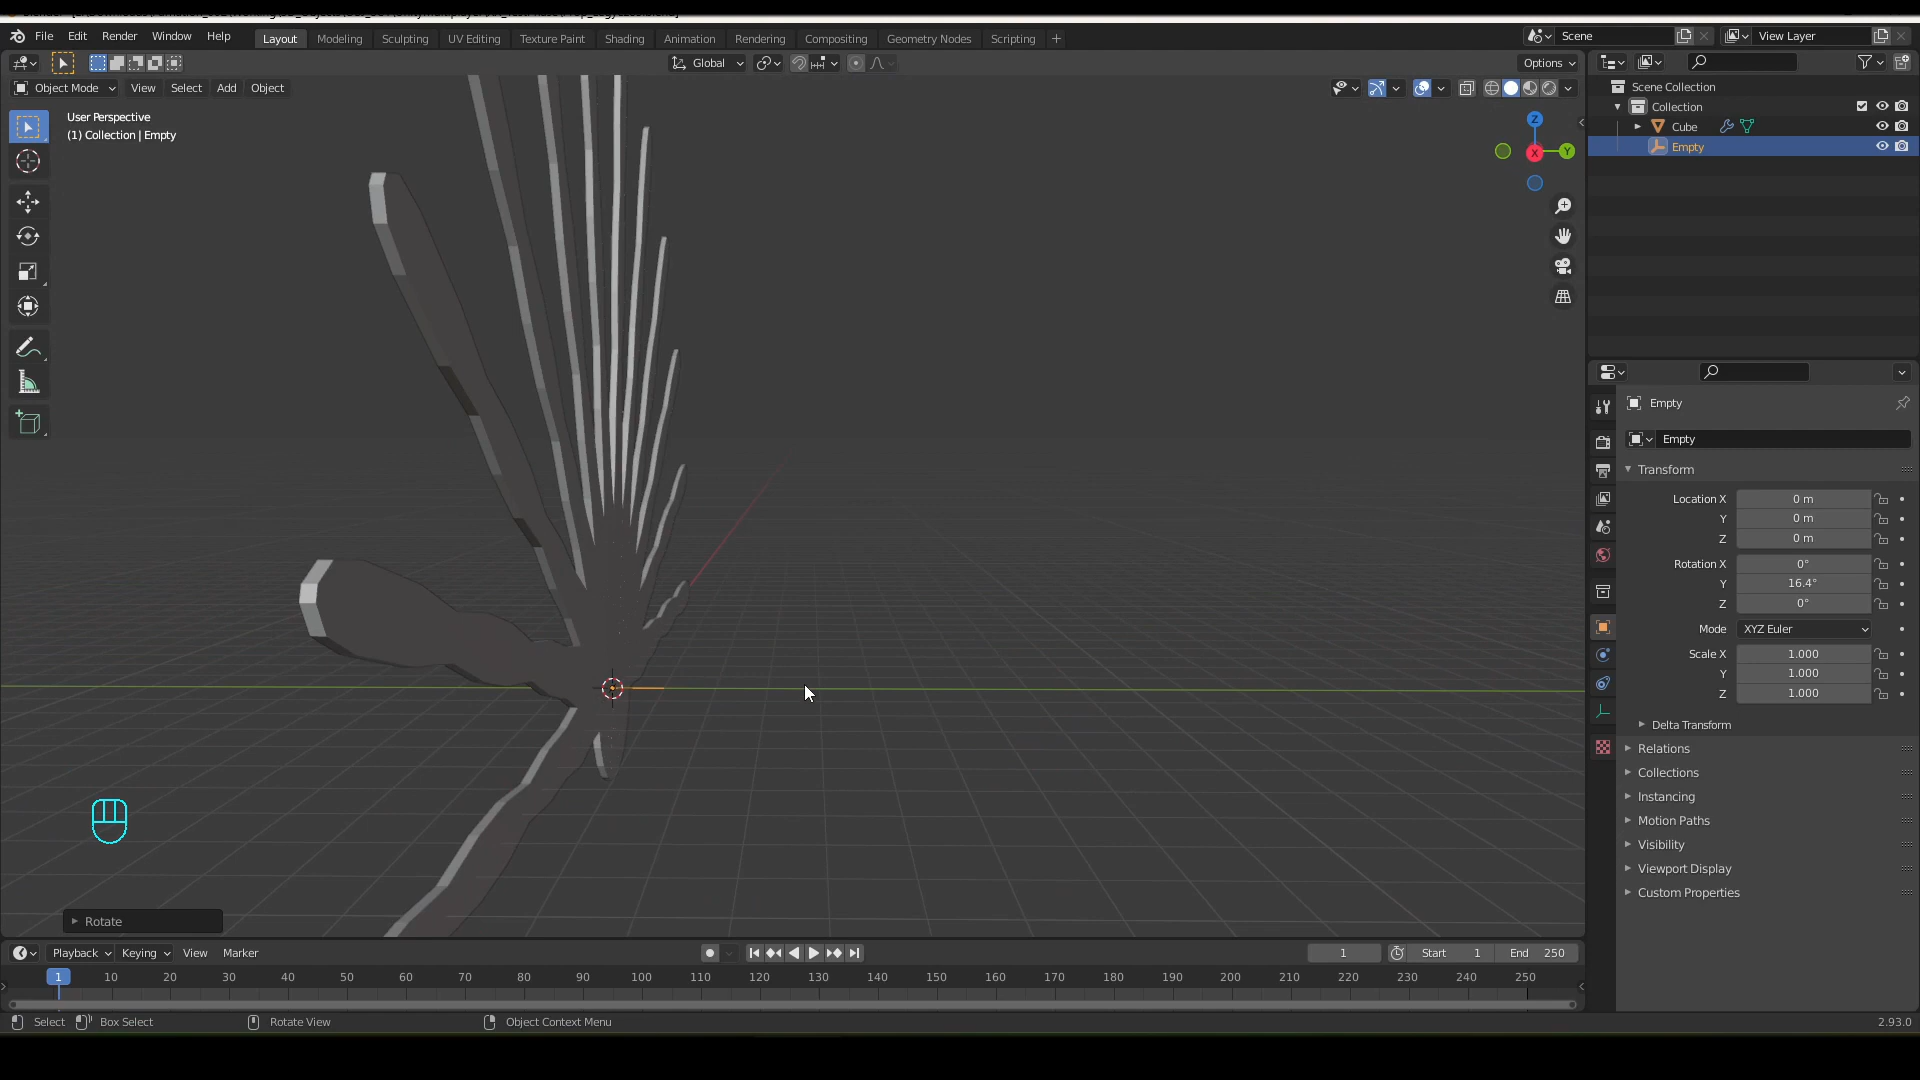 File Edit Render Window Help
Layout Modeling Sculpting UV Editing Texture Paint Shading Animation Rendering Compositing Geometry Nodes Scripting +
Scene View Layer
Global Options
Object Mode View Select Add Object
User Perspective
(1) Collection | Empty
Z
Y
X
Scene Collection
Collection
Cube
Empty
Empty
Empty
Transform
Location X 0 m
Y 0 m
Z 0 m
Rotation X 0°
Y 16.4°
Z 0°
Mode XYZ Euler
Scale X 1.000
Y 1.000
Z 1.000
Delta Transform
Relations
Collections
Instancing
Motion Paths
Visibility
Viewport Display
Custom Properties
Rotate
Playback Keying View Marker 1 Start 1 End 250
1 10 20 30 40 50 60 70 80 90 100 110 120 130 140 150 160 170 180 190 200 210 220 230 240 250
Select Box Select Rotate View Object Context Menu 2.93.0